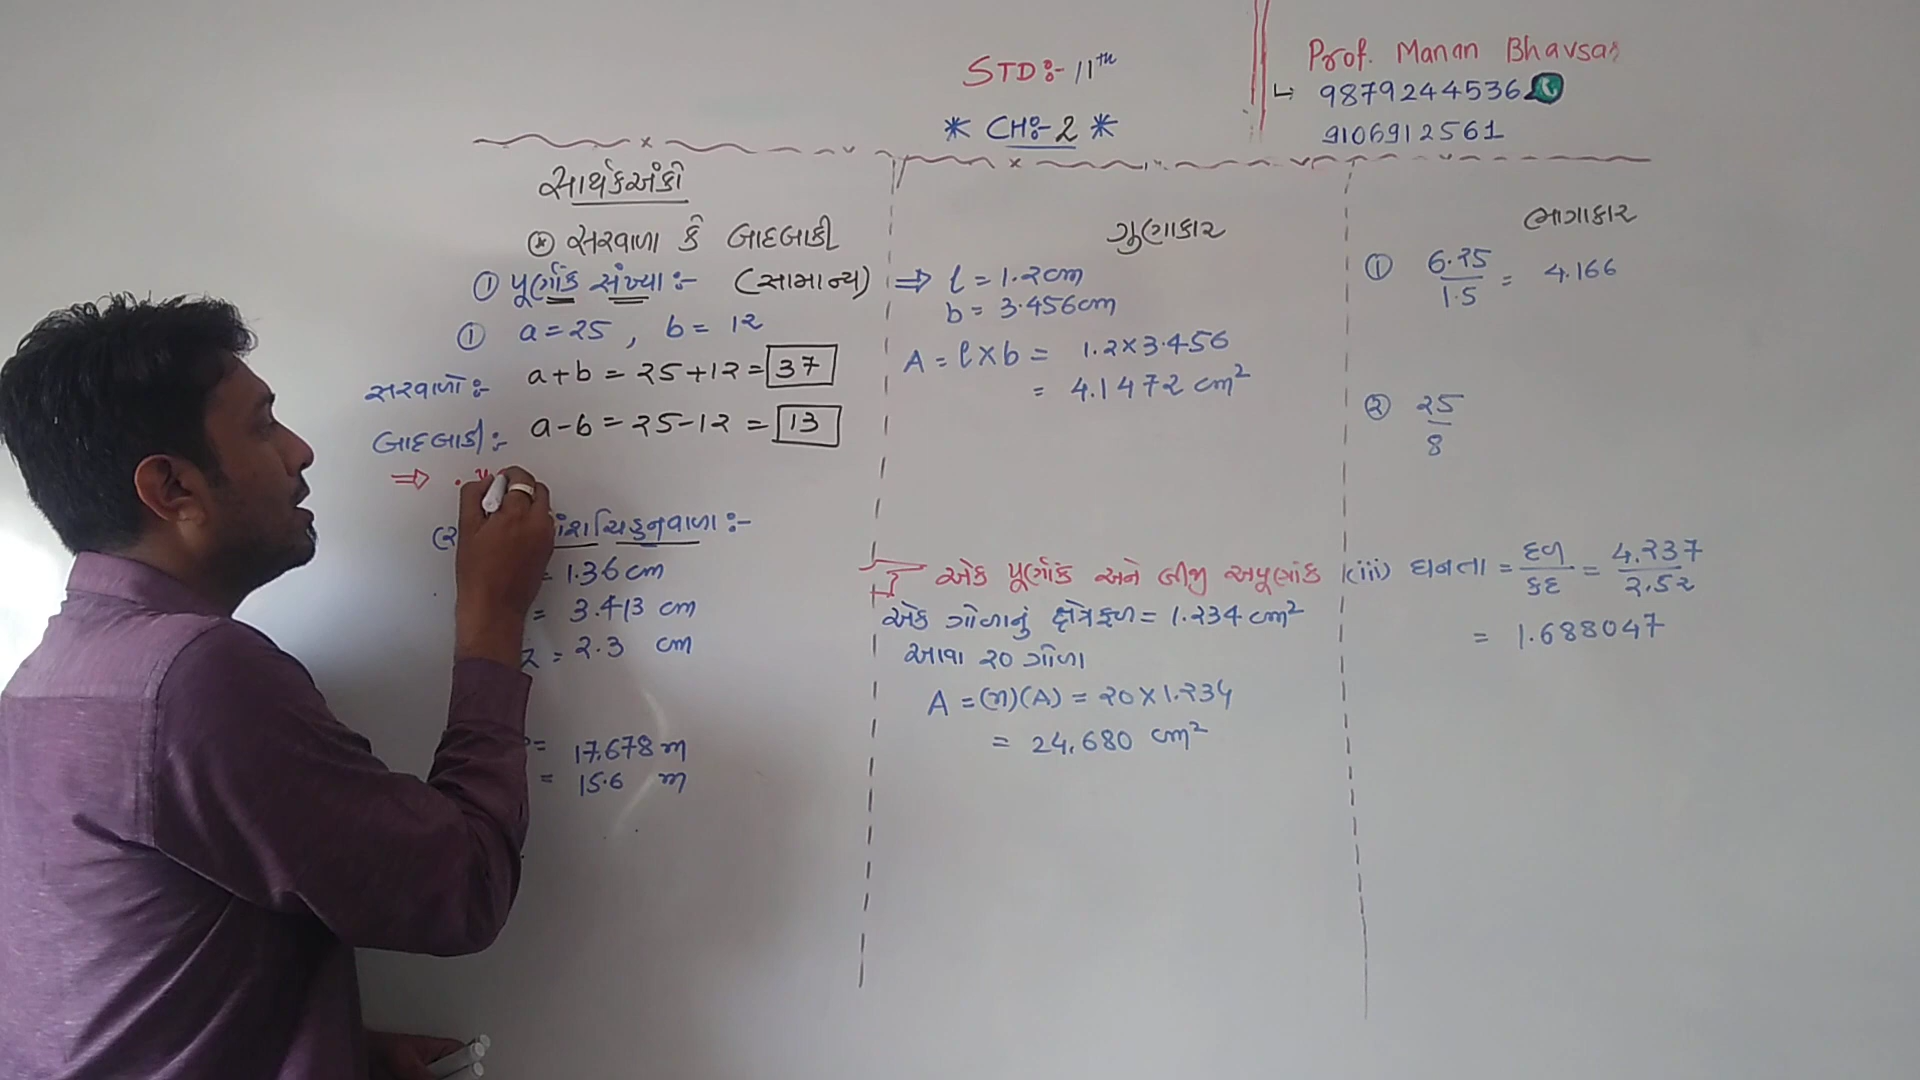 STD:- 11th
* CH:- 2 *
Prof. Manan Bhavsar
↳ 9879244536
9106912561
સાર્થકઅંકો
* સરવાળા કે બાદબાકી
① પૂર્ણાંક સંખ્યા :- (સામાન્ય)
① a = 25 , b = 12
સરવાળો :- a + b = 25 + 12 = 37
બાદબાકી :- a - b = 25 - 12 = 13
⇒ .
(2 ચિહ્નવાળા :-
= 1.36 cm
= 3.413 cm
= 2.3 cm
= 17.678 m
= 15.6 m
ગુણાકાર
⇒ l = 1.2 cm
b = 3.456 cm
A = l × b = 1.2 × 3.456
= 4.1472 cm²
એક પૂર્ણાંક અને બીજી અપૂર્ણાંક
એક ગોળાનું ક્ષેત્રફળ = 1.234 cm²
આવા 20 ગોળા
A = (n)(A) = 20 × 1.234
= 24.680 cm²
ભાગાકાર
① 6.25 / 1.5 = 4.166
② 25 / 8
(iii) ઘનતા = દળ / કદ = 4.237 / 2.52
= 1.688047